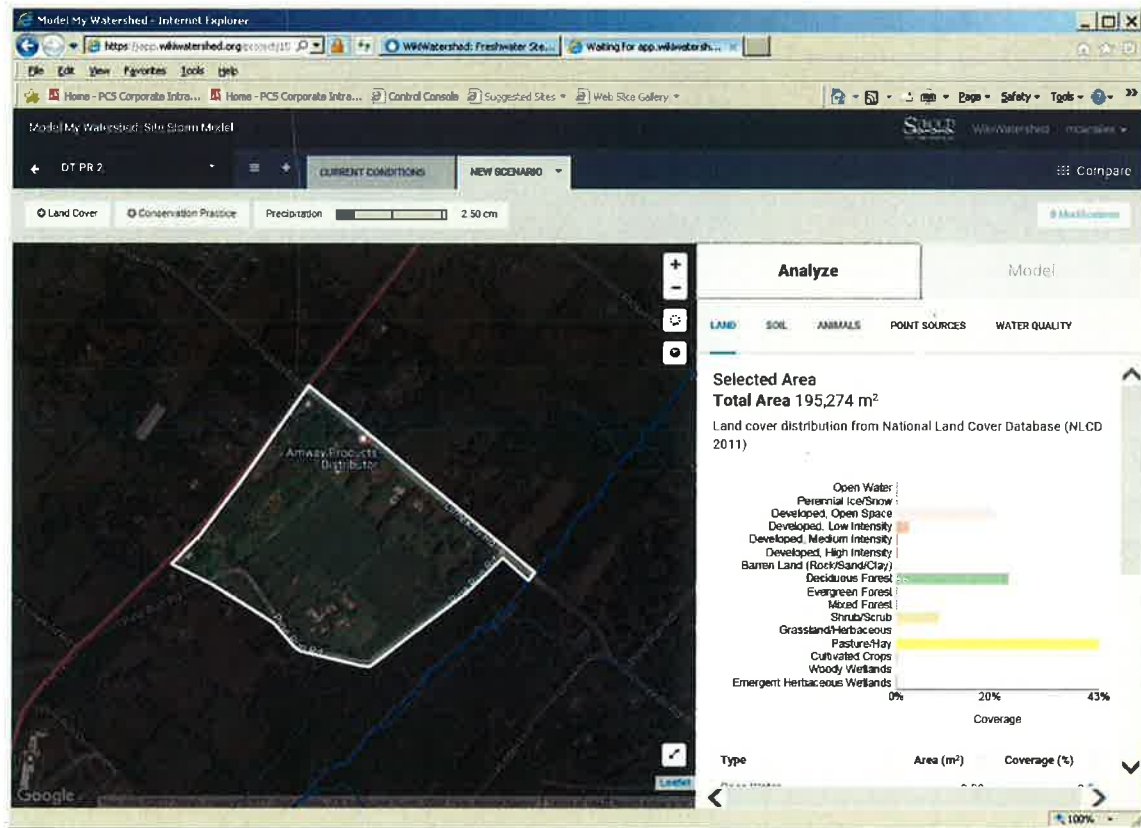 Model My Watershed - Internet Explorer
WikiWatershed: Freshwater Ste...
Waiting for app.wikiwatersh...
File Edit View Favorites Tools Help
Home - PCS Corporate Intra...
Home - PCS Corporate Intra...
Control Console
Suggested Sites
Web Slice Gallery
Page Safety Tools
Model My Watershed: Site Storm Model
WikiWatershed
DT PR 2
CURRENT CONDITIONS
NEW SCENARIO
Compare
Land Cover
Conservation Practice
Precipitation
2.50 cm
0 Modifications
Analyze
Model
LAND SOIL ANIMALS POINT SOURCES WATER QUALITY
Selected Area
Total Area 195,274 m²
Land cover distribution from National Land Cover Database (NLCD
2011)
Open Water
Perennial Ice/Snow
Developed, Open Space
Developed, Low Intensity
Developed, Medium Intensity
Developed, High Intensity
Barren Land (Rock/Sand/Clay)
Deciduous Forest
Evergreen Forest
Mixed Forest
Shrub/Scrub
Grassland/Herbaceous
Pasture/Hay
Cultivated Crops
Woody Wetlands
Emergent Herbaceous Wetlands
0% 20% 43%
Coverage
Type Area (m²) Coverage (%)
Amway Products
Distributor
Google
Leaflet
100%